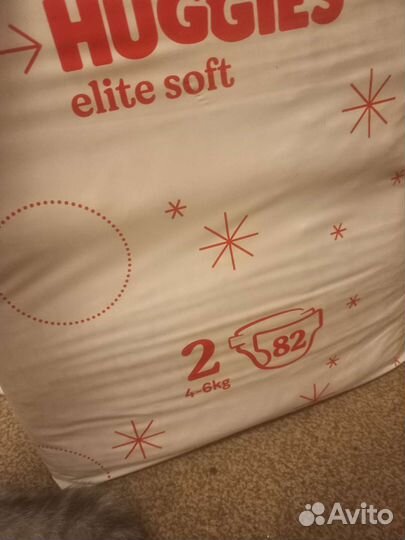 HUGGIES
elite soft
2 82
4-6kg
Avito